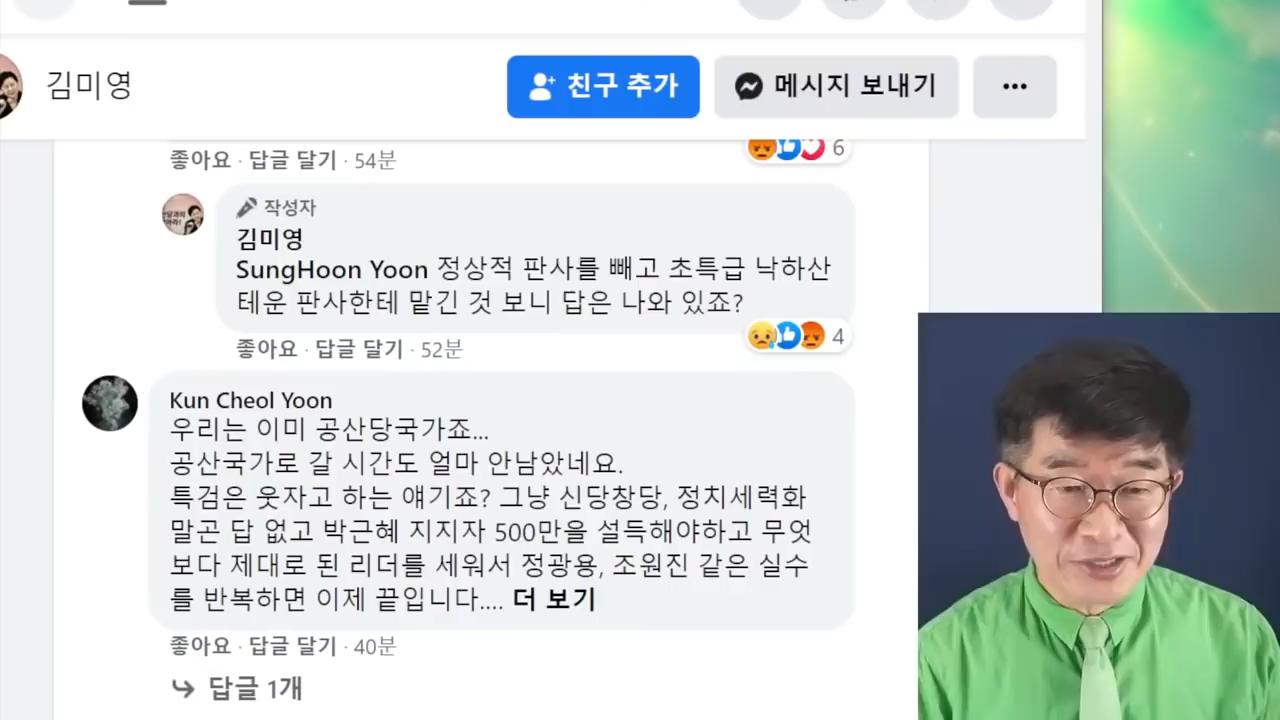 김미영
친구 추가
메시지 보내기
좋아요 · 답글 달기 · 54분
6
작성자
김미영
SungHoon Yoon 정상적 판사를 빼고 초특급 낙하산
테운 판사한테 맡긴 것 보니 답은 나와 있죠?
4
좋아요 · 답글 달기 · 52분
Kun Cheol Yoon
우리는 이미 공산당국가죠...
공산국가로 갈 시간도 얼마 안남았네요.
특검은 웃자고 하는 얘기죠? 그냥 신당창당, 정치세력화
말곤 답 없고 박근혜 지지자 500만을 설득해야하고 무엇
보다 제대로 된 리더를 세워서 정광용, 조원진 같은 실수
를 반복하면 이제 끝입니다.... 더 보기
좋아요 · 답글 달기 · 40분
답글 1개